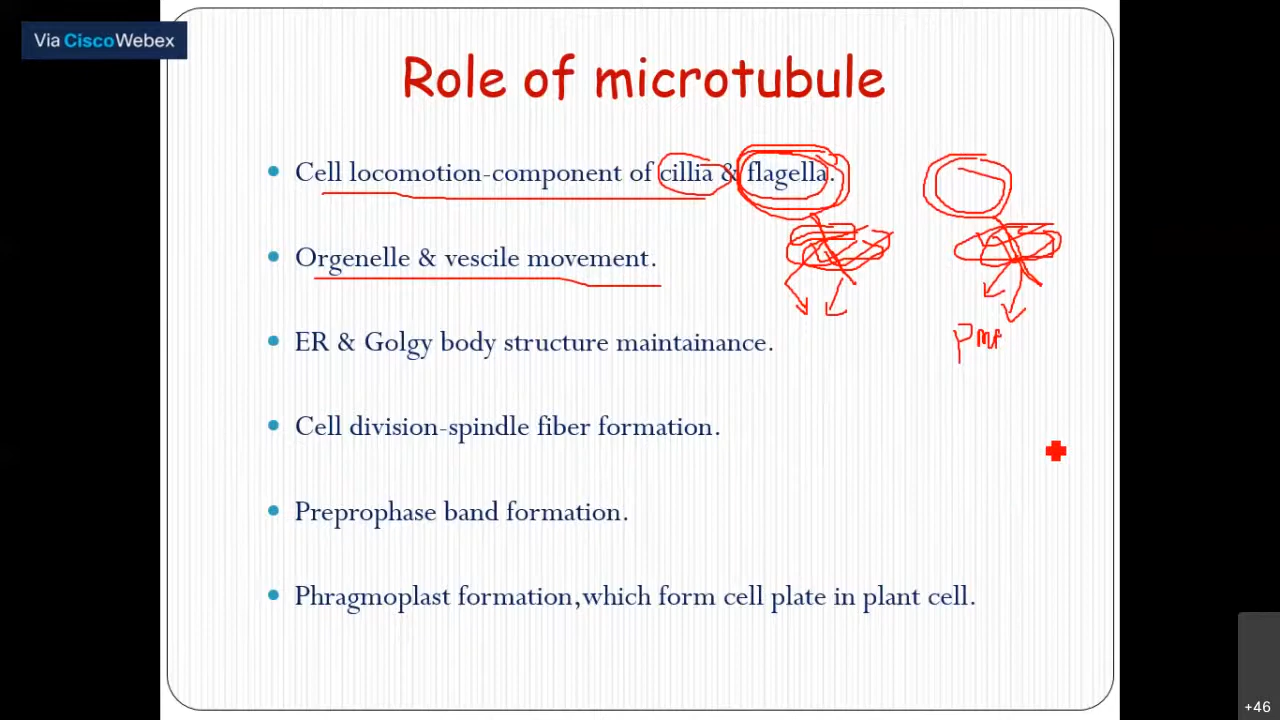 Via CiscoWebex
Role of microtubule
Cell locomotion-component of cillia & flagella.
Orgenelle & vescile movement.
ER & Golgy body structure maintainance.
Cell division-spindle fiber formation.
Preprophase band formation.
Phragmoplast formation,which form cell plate in plant cell.
+46